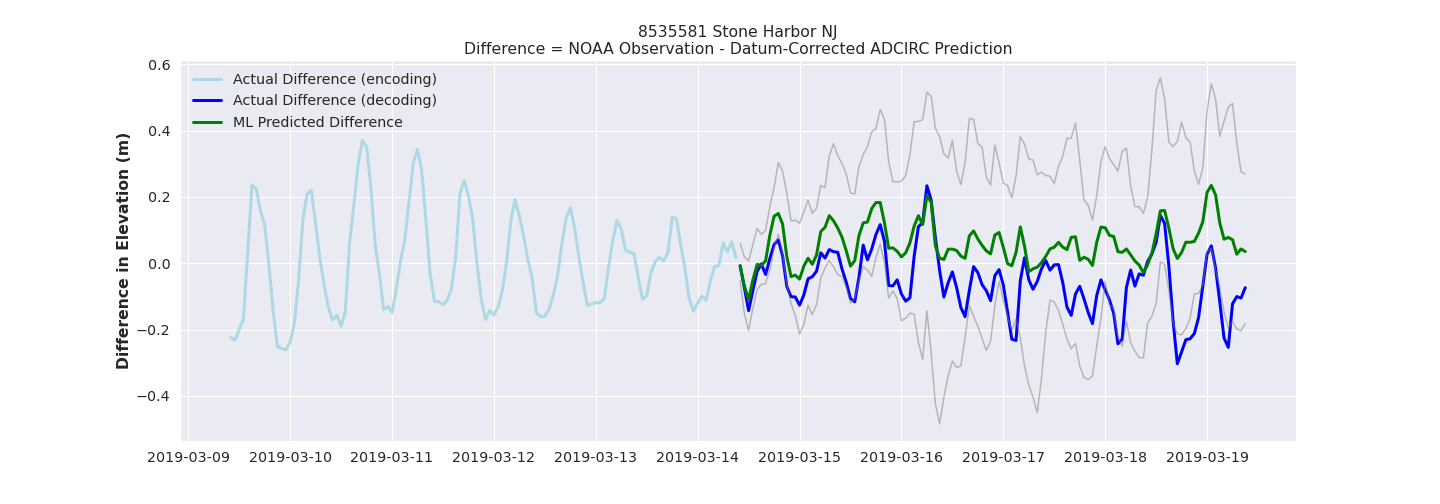 8535581 Stone Harbor NJ
Difference = NOAA Observation - Datum-Corrected ADCIRC Prediction
Actual Difference (encoding)
Actual Difference (decoding)
ML Predicted Difference
Difference in Elevation (m)
0.6
0.4
0.2
0.0
−0.2
−0.4
2019-03-09 2019-03-10 2019-03-11 2019-03-12 2019-03-13 2019-03-14 2019-03-15 2019-03-16 2019-03-17 2019-03-18 2019-03-19